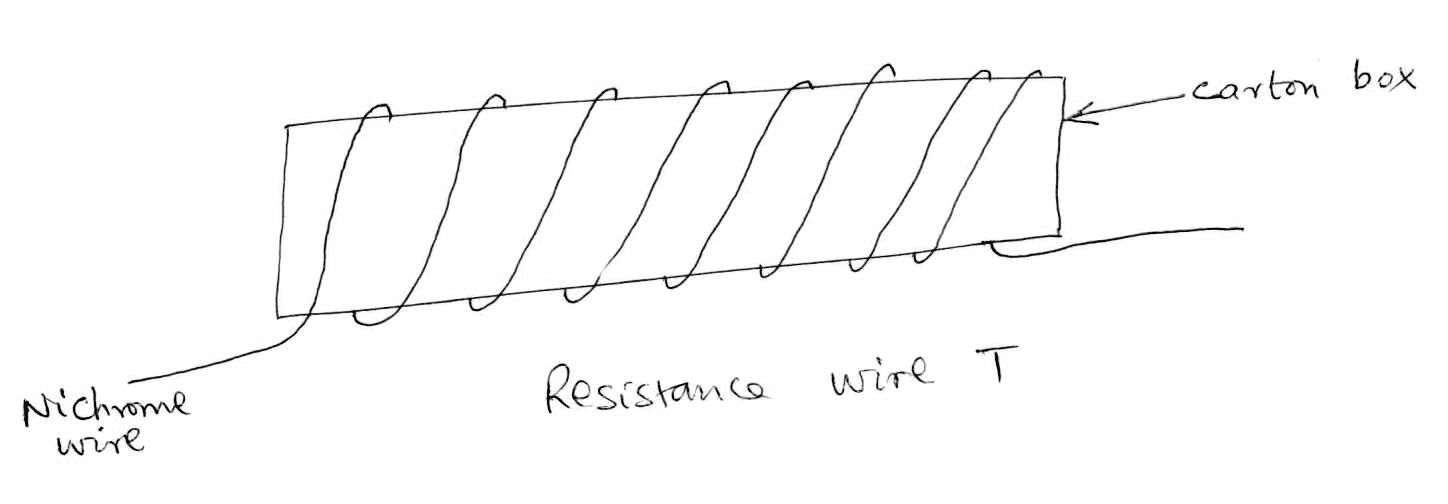 carton box
Nichrome
wire
Resistance wire T